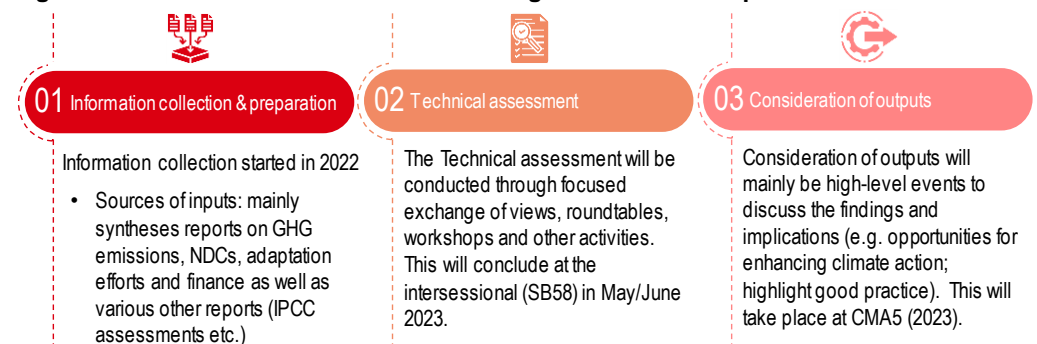 01 Information collection & preparation
Information collection started in 2022
• Sources of inputs: mainly
syntheses reports on GHG
emissions, NDCs, adaptation
efforts and finance as well as
various other reports (IPCC
assessments etc.)
02 Technical assessment
The Technical assessment will be
conducted through focused
exchange of views, roundtables,
workshops and other activities.
This will conclude at the
intersessional (SB58) in May/June
2023.
03 Consideration of outputs
Consideration of outputs will
mainly be high-level events to
discuss the findings and
implications (e.g. opportunities for
enhancing climate action;
highlight good practice). This will
take place at CMA5 (2023).